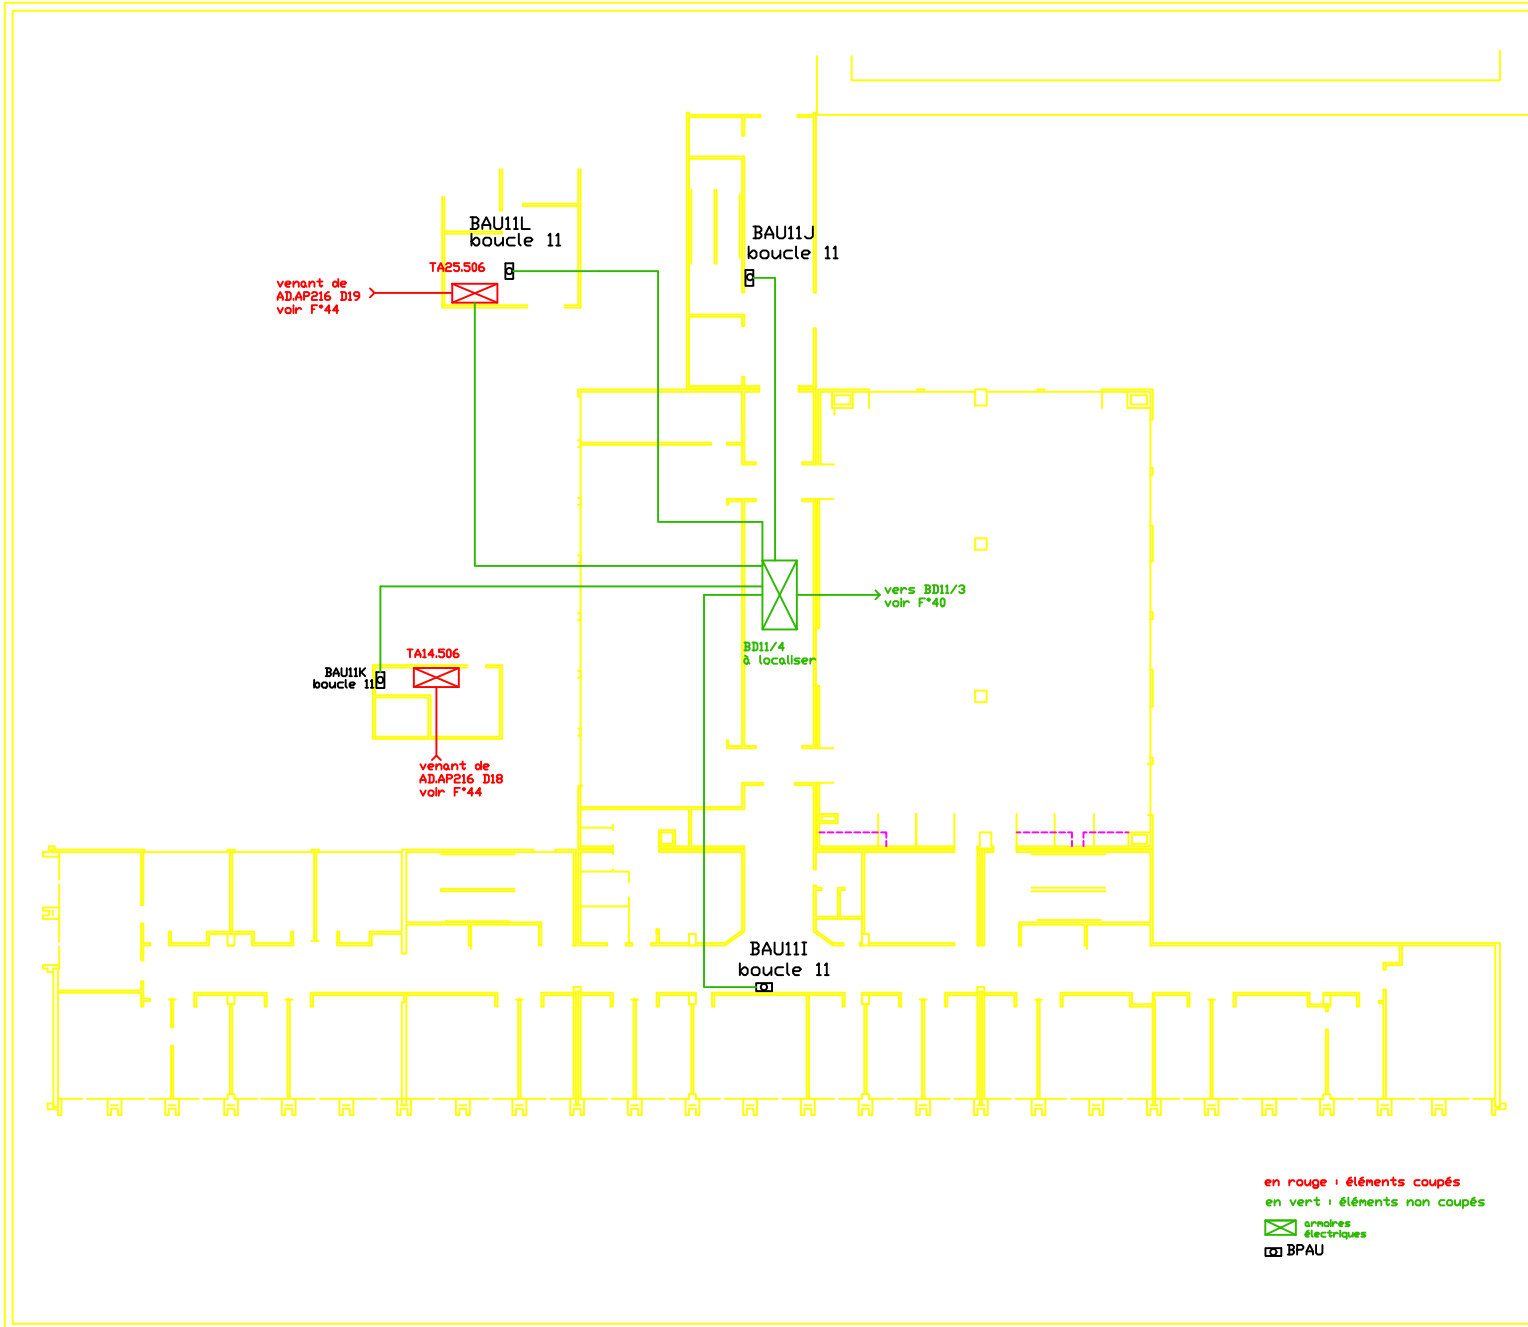 BAU11L
boucle 11
BAU11J
boucle 11
TA25.506
venant de
AD.AP216 D19
voir F°44
vers BD11/3
voir F°40
BD11/4
à localiser
TA14.506
BAU11K
boucle 11
venant de
AD.AP216 D18
voir F°44
BAU11I
boucle 11
en rouge : éléments coupés
en vert : éléments non coupés
armoires
électriques
BPAU